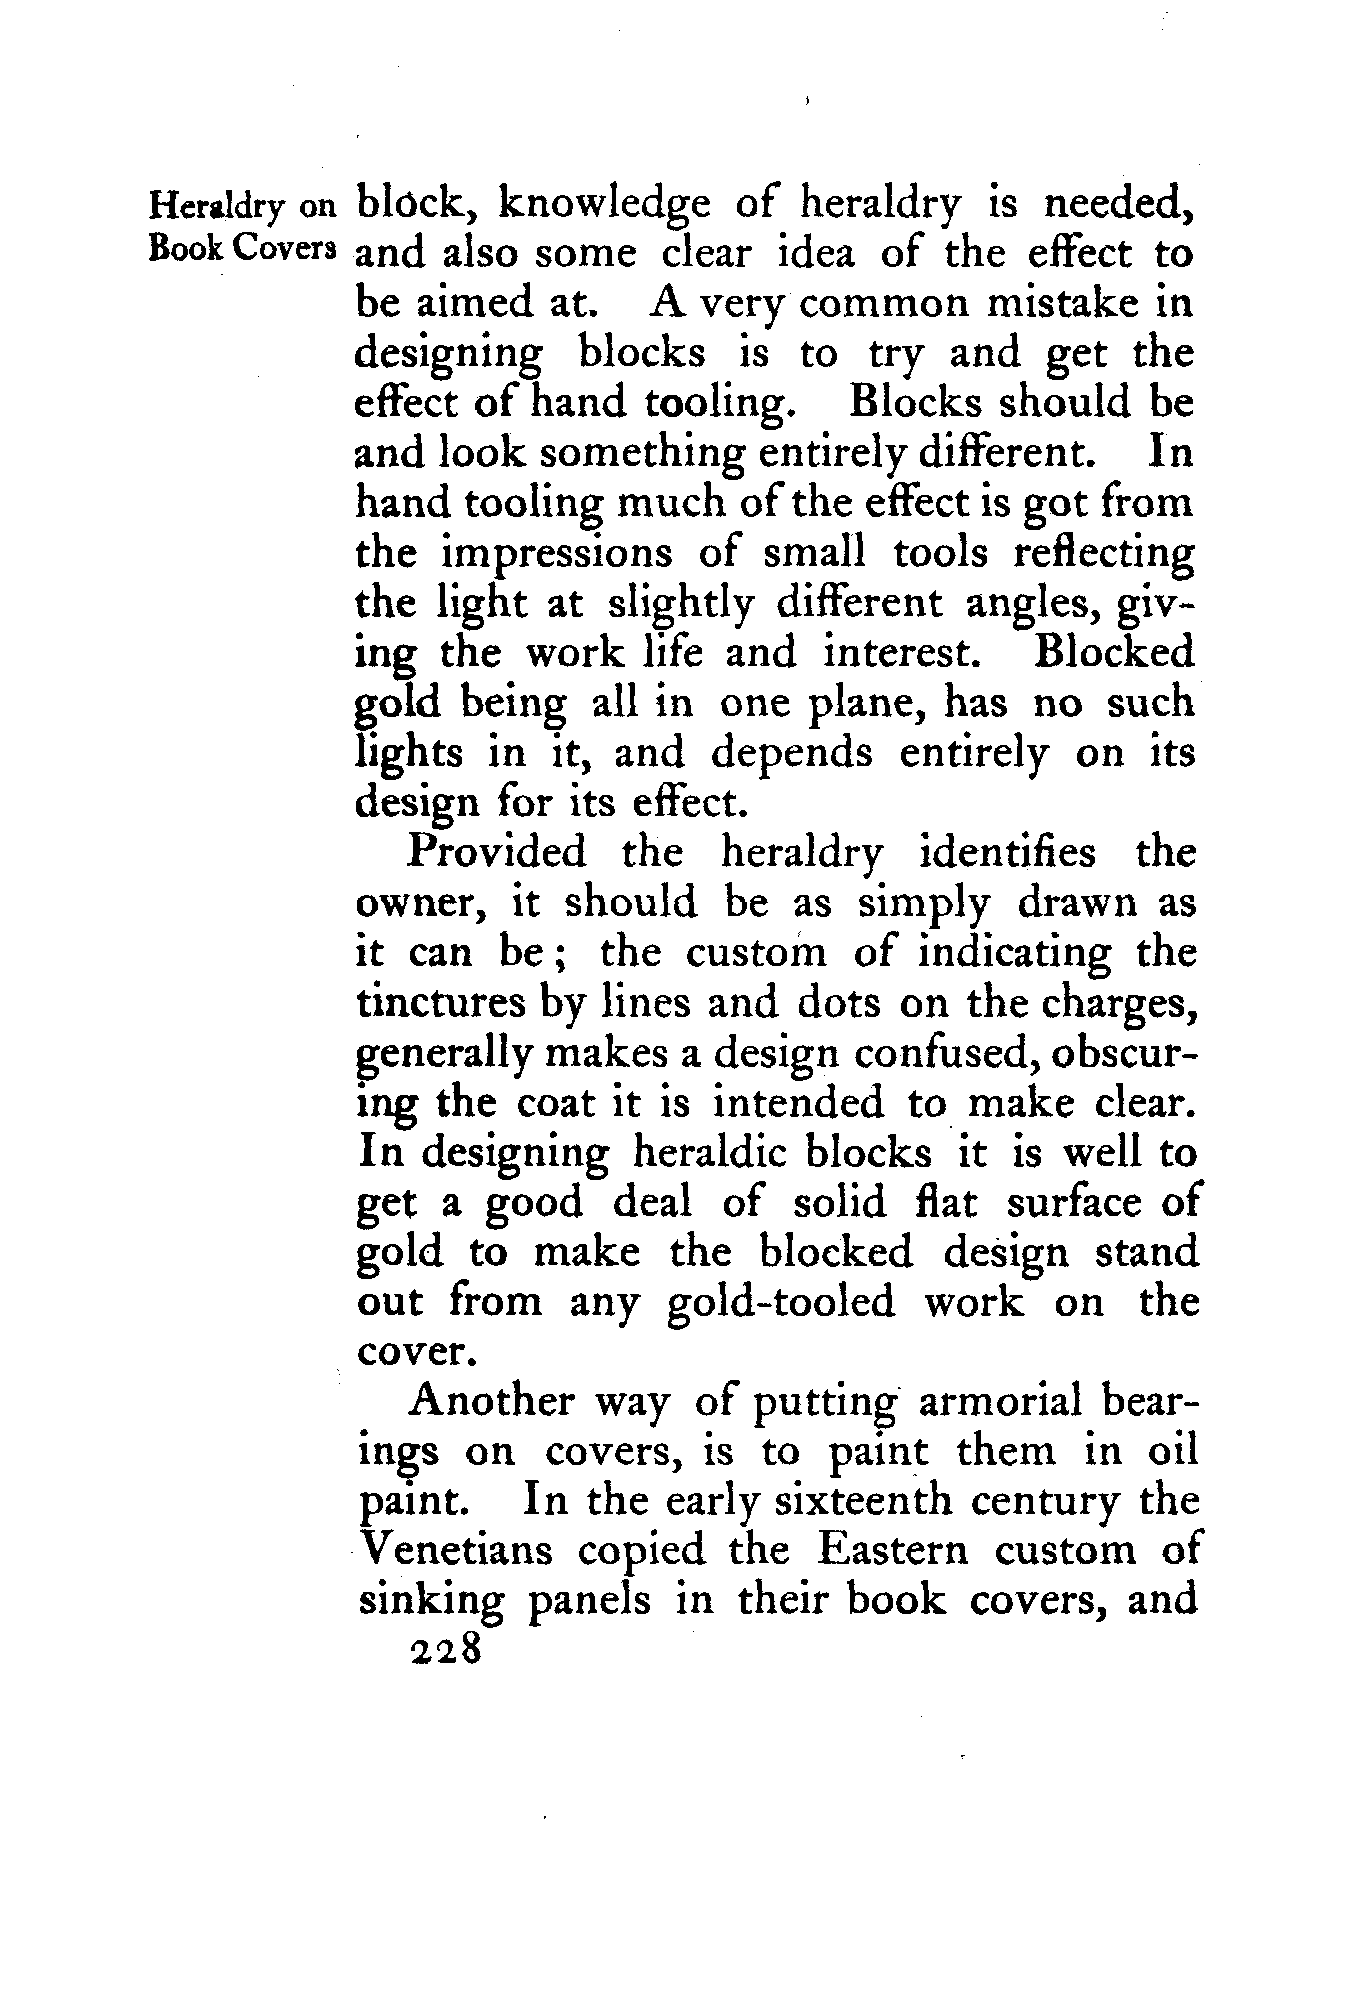 Heraldry on
Book Covers
block, knowledge of heraldry is needed,
and also some clear idea of the effect to
be aimed at. A very common mistake in
designing blocks is to try and get the
effect of hand tooling. Blocks should be
and look something entirely different. In
hand tooling much of the effect is got from
the impressions of small tools reflecting
the light at slightly different angles, giv-
ing the work life and interest. Blocked
gold being all in one plane, has no such
lights in it, and depends entirely on its
design for its effect.
Provided the heraldry identifies the
owner, it should be as simply drawn as
it can be; the custom of indicating the
tinctures by lines and dots on the charges,
generally makes a design confused, obscur-
ing the coat it is intended to make clear.
In designing heraldic blocks it is well to
get a good deal of solid flat surface of
gold to make the blocked design stand
out from any gold-tooled work on the
cover.
Another way of putting armorial bear-
ings on covers, is to paint them in oil
paint. In the early sixteenth century the
Venetians copied the Eastern custom of
sinking panels in their book covers, and
228